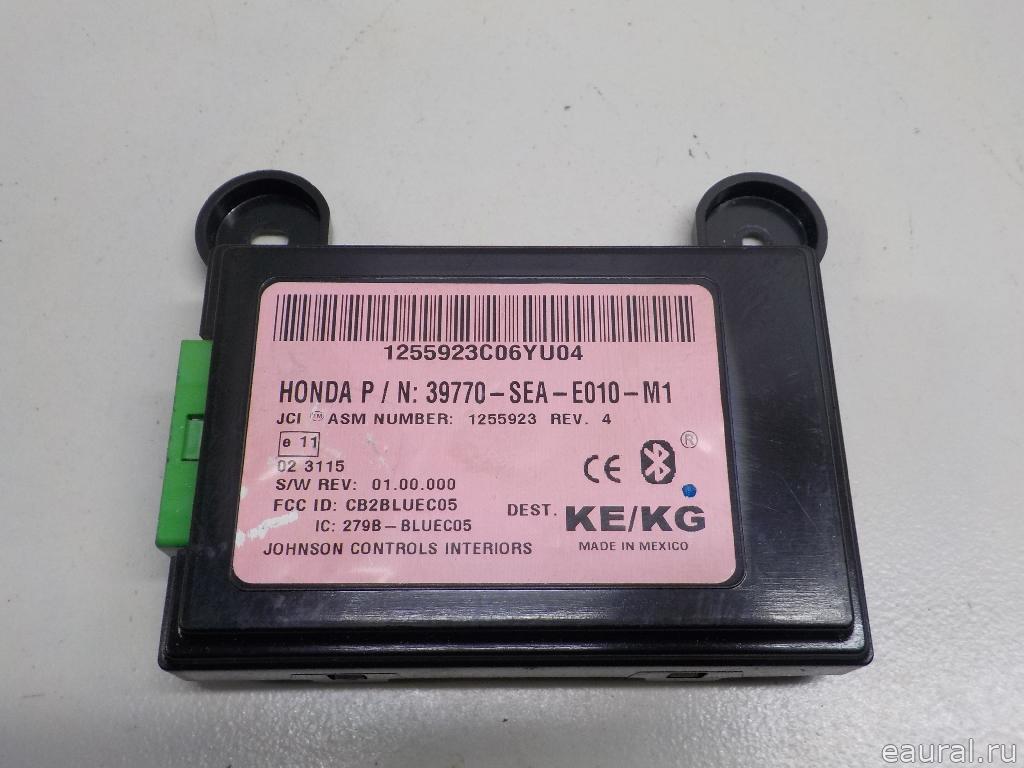 1255923C06YU04
HONDA P / N: 39770-SEA-E010-M1
JCI ASM NUMBER: 1255923 REV. 4
e 11
02 3115
S/W REV: 01.00.000
CE ®
FCC ID: CB2BLUEC05
DEST. KE/KG
IC: 279B-BLUEC05
JOHNSON CONTROLS INTERIORS
MADE IN MEXICO
eaural.ru